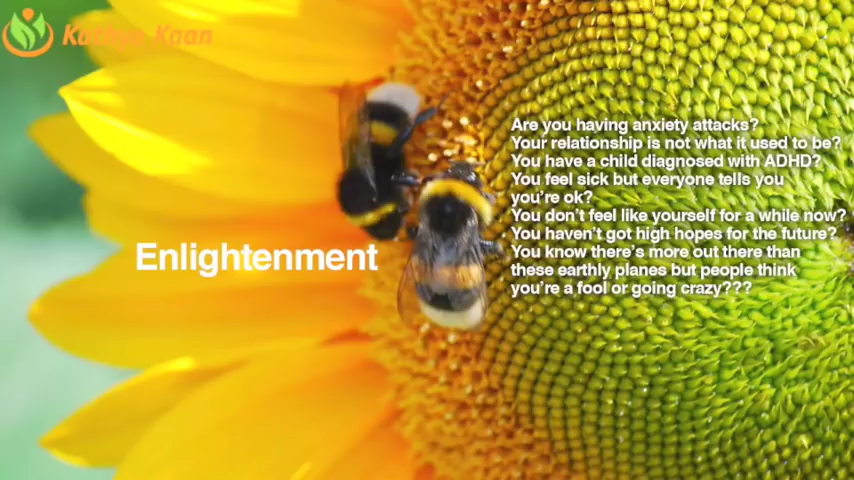 Kathya Kaan
Are you having anxiety attacks?
Your relationship is not what it used to be?
You have a child diagnosed with ADHD?
You feel sick but everyone tells you
you're ok?
You don't feel like yourself for a while now?
You haven't got high hopes for the future?
You know there's more out there than
these earthly planes but people think
you're a fool or going crazy???
Enlightenment